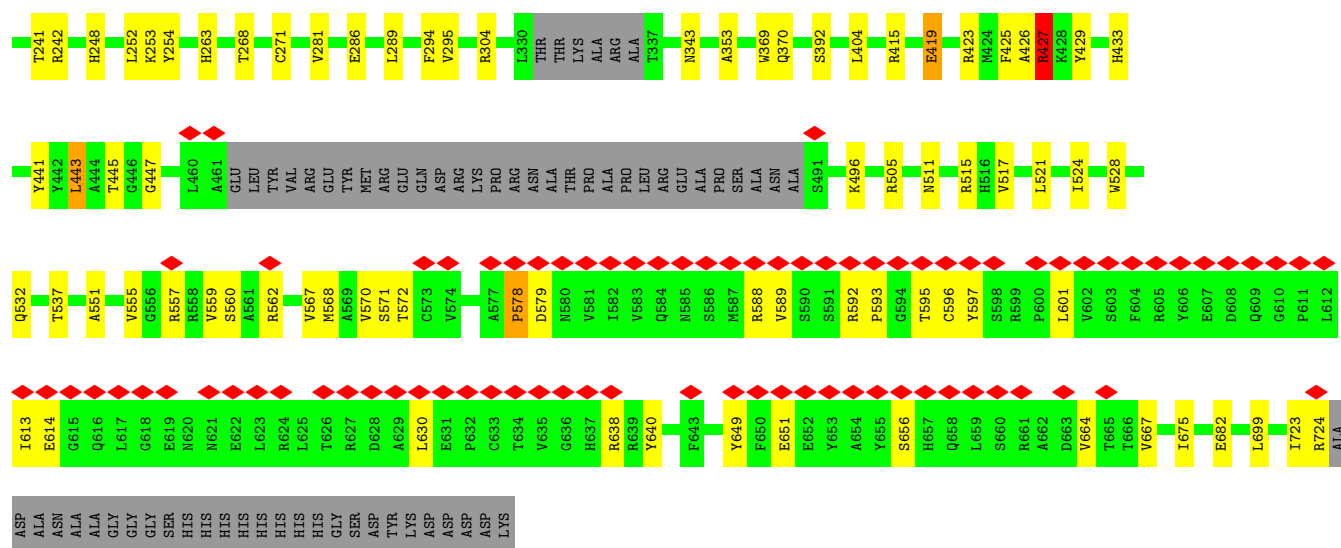 T241 R242 H248 L252 K253 Y254 H263 T268 C271 V281 E286 L289 F294 V295 R304 L330 THR THR LYS ALA ARG ALA T337 N343 A353 W369 Q370 S392 L404 R415 E419 R423 M424 F425 A426 R427 K428 Y429 H433
Y441 Y442 L443 A444 T445 G446 G447 L460 A461 GLU LEU TYR VAL ARG GLU TYR MET ARG GLU GLN ASP ARG LYS PRO ARG ASN ALA THR PRO ALA PRO LEU ARG GLU ALA PRO SER ALA ASN ALA S491 K496 R505 N511 R515 H516 V517 L521 I524 W528
Q532 T537 A551 V555 G556 R557 R558 V559 S560 A561 R562 V567 M568 A569 V570 S571 T572 C573 V574 A577 P578 D579 N580 V581 I582 V583 Q584 N585 S586 M587 R588 V589 S590 S591 R592 P593 G594 T595 C596 Y597 S598 R599 P600 L601 V602 S603 F604 R605 Y606 E607 D608 Q609 G610 P611 L612
I613 E614 G615 Q616 L617 G618 E619 N620 N621 E622 L623 R624 L625 T626 R627 D628 A629 L630 E631 P632 C633 T634 V635 G636 H637 R638 R639 Y640 F643 Y649 F650 E651 E652 Y653 A654 Y655 S656 H657 Q658 L659 S660 R661 A662 D663 V664 T665 T666 V667 I675 E682 L699 I723 R724 ALA
ASP ALA ASN ALA ALA GLY GLY GLY SER HIS HIS HIS HIS HIS HIS HIS HIS GLY SER ASP TYR LYS ASP ASP ASP ASP LYS